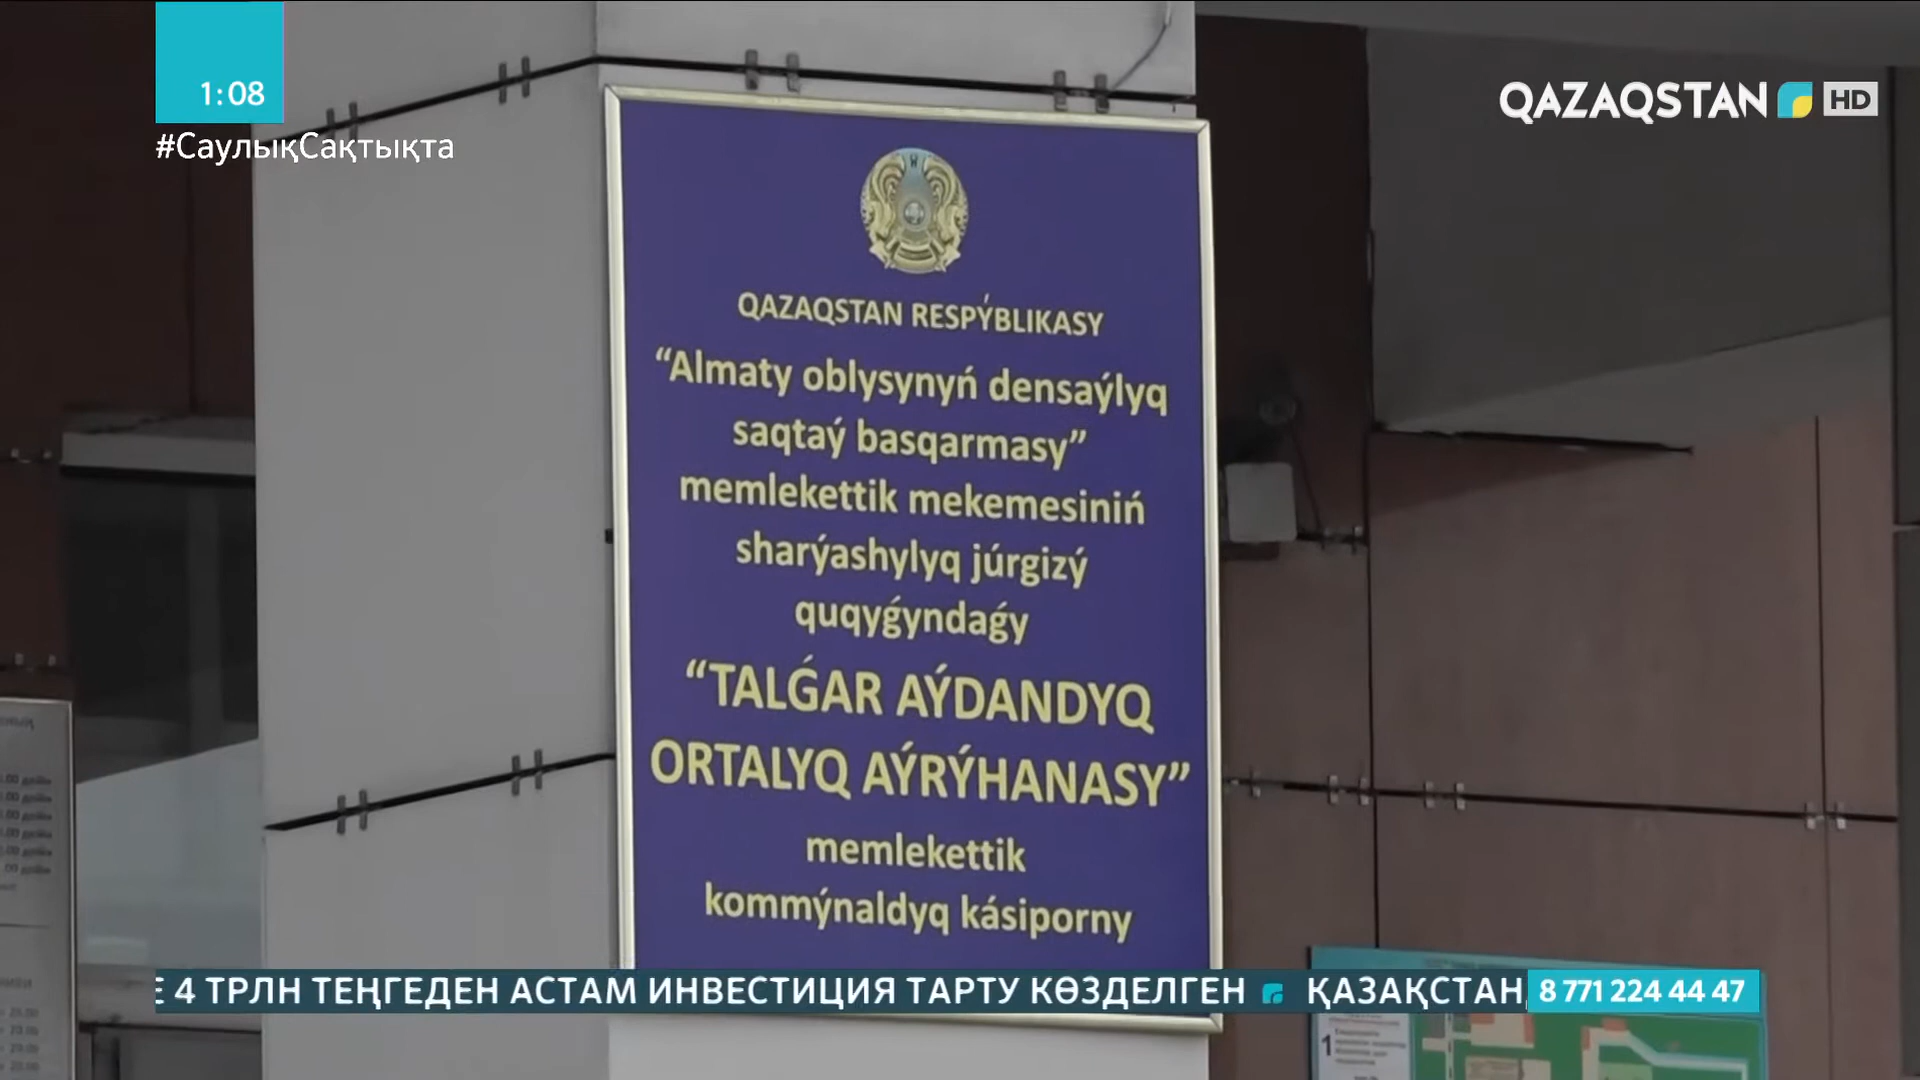 1:08
#СаулықСақтықта
QAZAQSTAN HD
QAZAQSTAN RESPÝBLIKASY
“Almaty oblysynyń densaýlyq
saqtaý basqarmasy”
memlekettik mekemesiniń
sharýashylyq júrgizý
quqyǵyndaǵy
“TALǴAR AÝDANDYQ
ORTALYQ AÝRÝHANASY”
memlekettik
kommýnaldyq kásiporny
4 ТРЛН ТЕҢГЕДЕН АСТАМ ИНВЕСТИЦИЯ ТАРТУ КӨЗДЕЛГЕН ҚАЗАҚСТАН
8 771 224 44 47
1